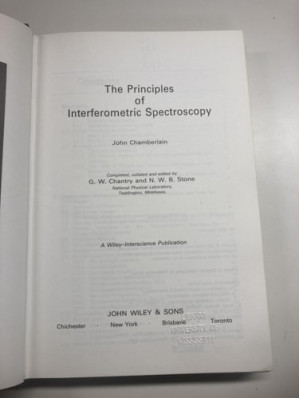 The Principles
of
Interferometric Spectroscopy
John Chamberlain
Completed, collated and edited by
G. W. Chantry and N. W. B. Stone
National Physical Laboratory,
Teddington, Middlesex
A Wiley-Interscience Publication
JOHN WILEY & SONS
Chichester · New York · Brisbane · Toronto